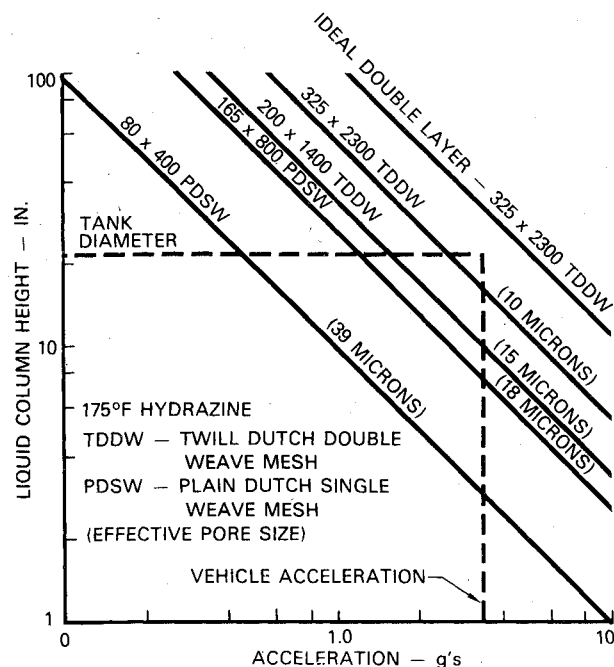 IDEAL DOUBLE LAYER – 325 x 2300 TDDW
325 x 2300 TDDW
200 x 1400 TDDW
165 x 800 PDSW
80 x 400 PDSW
100
10
1
LIQUID COLUMN HEIGHT – IN.
TANK
DIAMETER
(10 MICRONS)
(15 MICRONS)
(18 MICRONS)
(39 MICRONS)
175°F HYDRAZINE
TDDW – TWILL DUTCH DOUBLE
WEAVE MESH
PDSW – PLAIN DUTCH SINGLE
WEAVE MESH
(EFFECTIVE PORE SIZE)
VEHICLE ACCELERATION
0
1.0
10
ACCELERATION – g's